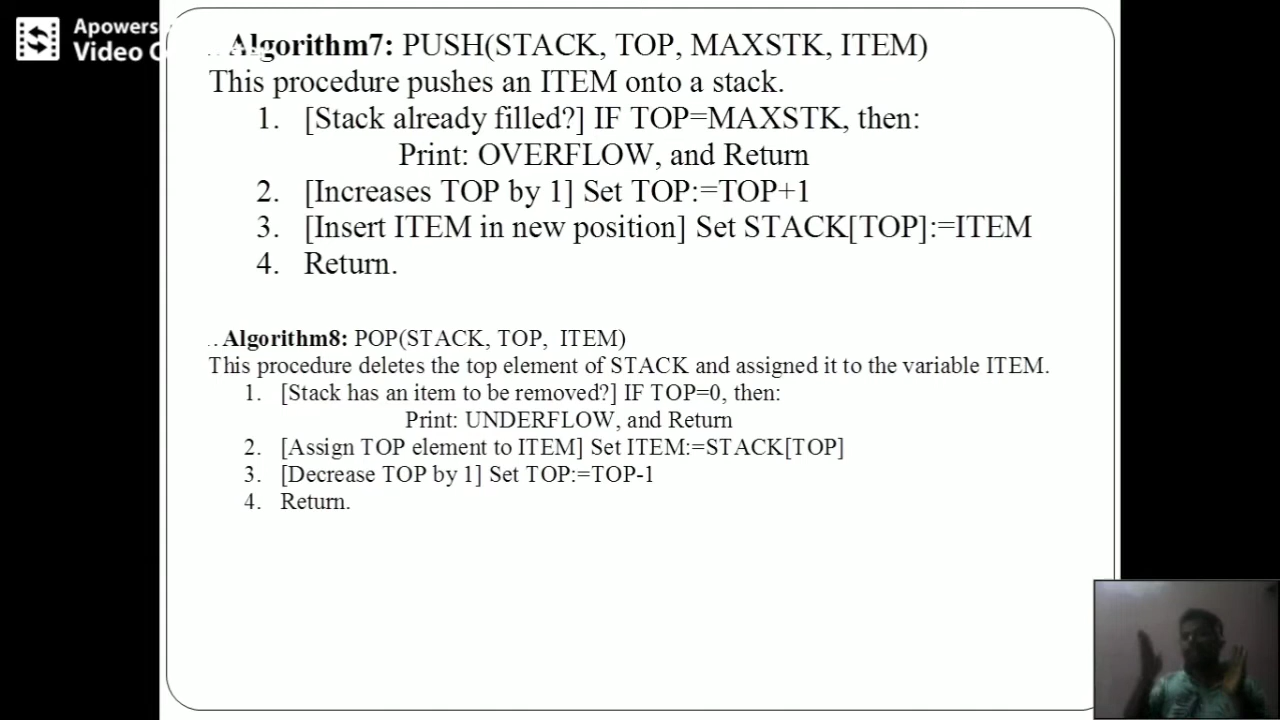 Apowers
Video C
Algorithm7: PUSH(STACK, TOP, MAXSTK, ITEM)
This procedure pushes an ITEM onto a stack.
1. [Stack already filled?] IF TOP=MAXSTK, then:
Print: OVERFLOW, and Return
2. [Increases TOP by 1] Set TOP:=TOP+1
3. [Insert ITEM in new position] Set STACK[TOP]:=ITEM
4. Return.
Algorithm8: POP(STACK, TOP, ITEM)
This procedure deletes the top element of STACK and assigned it to the variable ITEM.
1. [Stack has an item to be removed?] IF TOP=0, then:
Print: UNDERFLOW, and Return
2. [Assign TOP element to ITEM] Set ITEM:=STACK[TOP]
3. [Decrease TOP by 1] Set TOP:=TOP-1
4. Return.